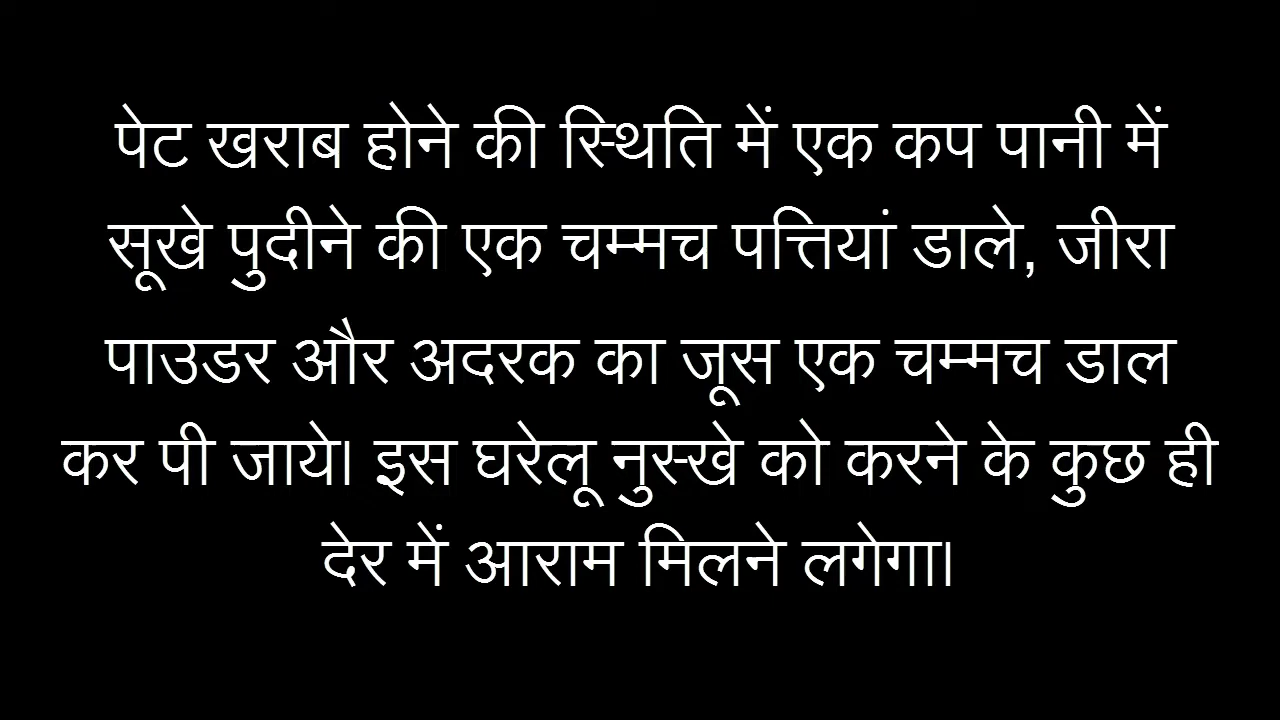 पेट खराब होने की स्थिति में एक कप पानी में
सूखे पुदीने की एक चम्मच पत्तियां डाले, जीरा
पाउडर और अदरक का जूस एक चम्मच डाल
कर पी जाये। इस घरेलू नुस्खे को करने के कुछ ही
देर में आराम मिलने लगेगा।